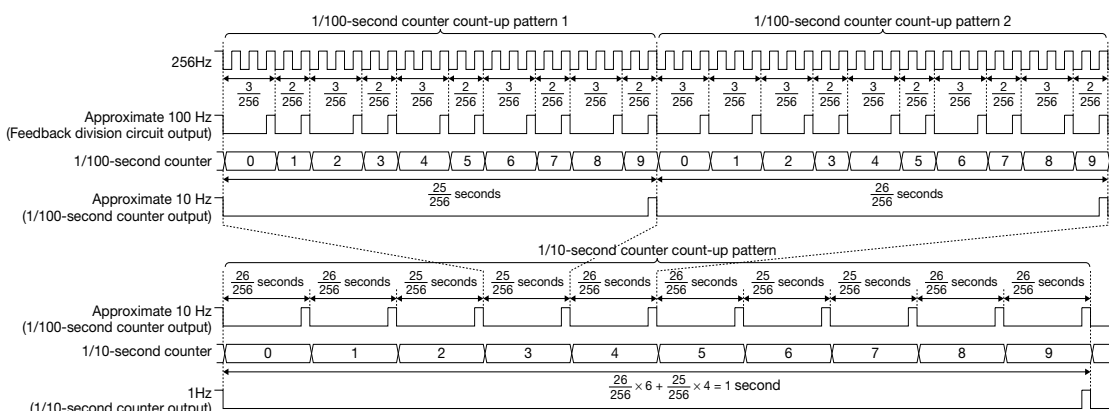 1/100-second counter count-up pattern 1 1/100-second counter count-up pattern 2
256Hz
3/256 2/256 3/256 2/256 3/256 2/256 3/256 2/256 3/256 2/256 3/256 3/256 3/256 2/256 3/256 2/256 3/256 2/256 3/256 2/256
Approximate 100 Hz
(Feedback division circuit output)
1/100-second counter 0 1 2 3 4 5 6 7 8 9 0 1 2 3 4 5 6 7 8 9
25/256 seconds 26/256 seconds
Approximate 10 Hz
(1/100-second counter output)
1/10-second counter count-up pattern
26/256 seconds 26/256 seconds 25/256 seconds 25/256 seconds 26/256 seconds 26/256 seconds 25/256 seconds 25/256 seconds 26/256 seconds 26/256 seconds
Approximate 10 Hz
(1/100-second counter output)
1/10-second counter 0 1 2 3 4 5 6 7 8 9
26/256 × 6 + 25/256 × 4 = 1 second
1Hz
(1/10-second counter output)